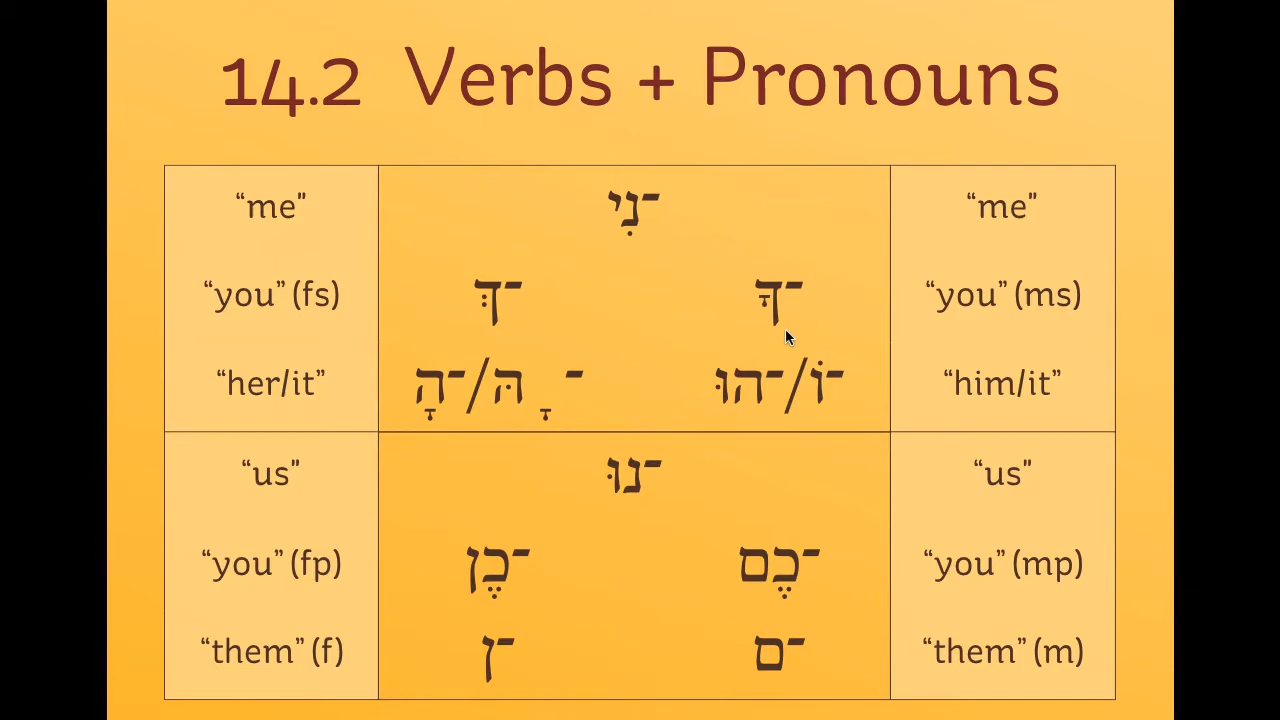 14.2 Verbs + Pronouns
“me” ־נִי “me”
“you” (fs) ־ךְ ־ךָ “you” (ms)
“her/it” ־ ָ הּ/־הָ ־וֹ/־הוּ “him/it”
“us” ־נוּ “us”
“you” (fp) ־כֶן ־כֶם “you” (mp)
“them” (f) ־ן ־ם “them” (m)